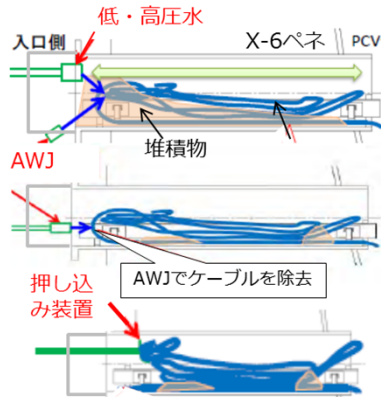 低・高圧水
入口側
X-6ペネ
PCV
堆積物
AWJ
AWJでケーブルを除去
押し込
み装置